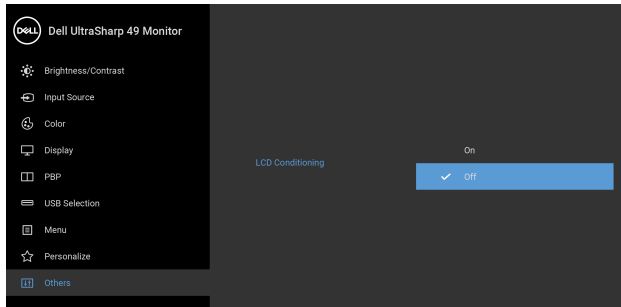 DELL Dell UltraSharp 49 Monitor
Brightness/Contrast
Input Source
Color
Display
PBP
USB Selection
Menu
Personalize
Others
LCD Conditioning
On
Off